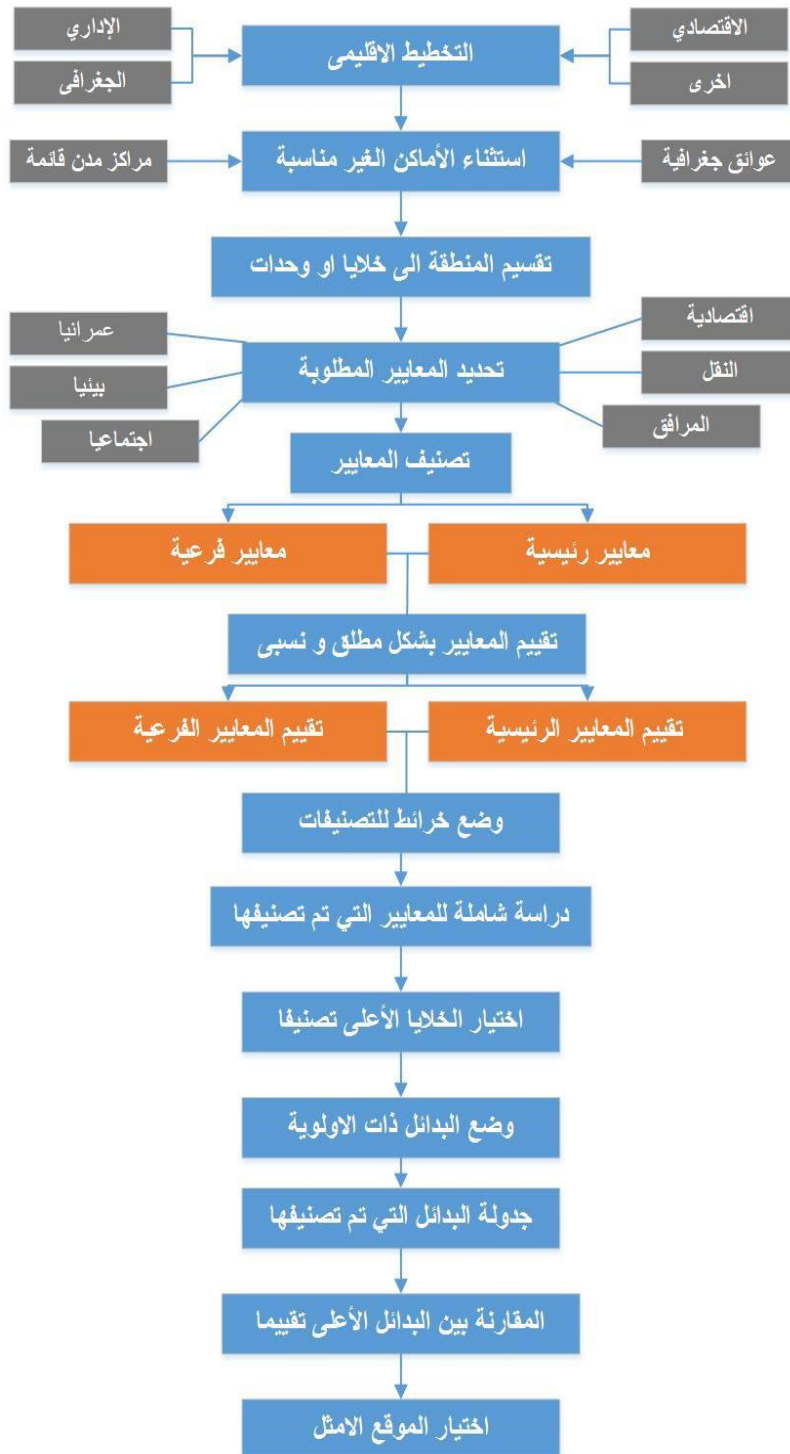 الاقتصادي
اخرى
التخطيط الاقليمى
الإداري
الجغرافى
عوائق جغرافية
استثناء الأماكن الغير مناسبة
مراكز مدن قائمة
تقسيم المنطقة الى خلايا او وحدات
اقتصادية
النقل
المرافق
تحديد المعايير المطلوبة
عمرانيا
بيئيا
اجتماعيا
تصنيف المعايير
معايير رئيسية
معايير فرعية
تقييم المعايير بشكل مطلق و نسبى
تقييم المعايير الرئيسية
تقييم المعايير الفرعية
وضع خرائط للتصنيفات
دراسة شاملة للمعايير التي تم تصنيفها
اختيار الخلايا الأعلى تصنيفا
وضع البدائل ذات الاولوية
جدولة البدائل التي تم تصنيفها
المقارنة بين البدائل الأعلى تقييما
اختيار الموقع الامثل